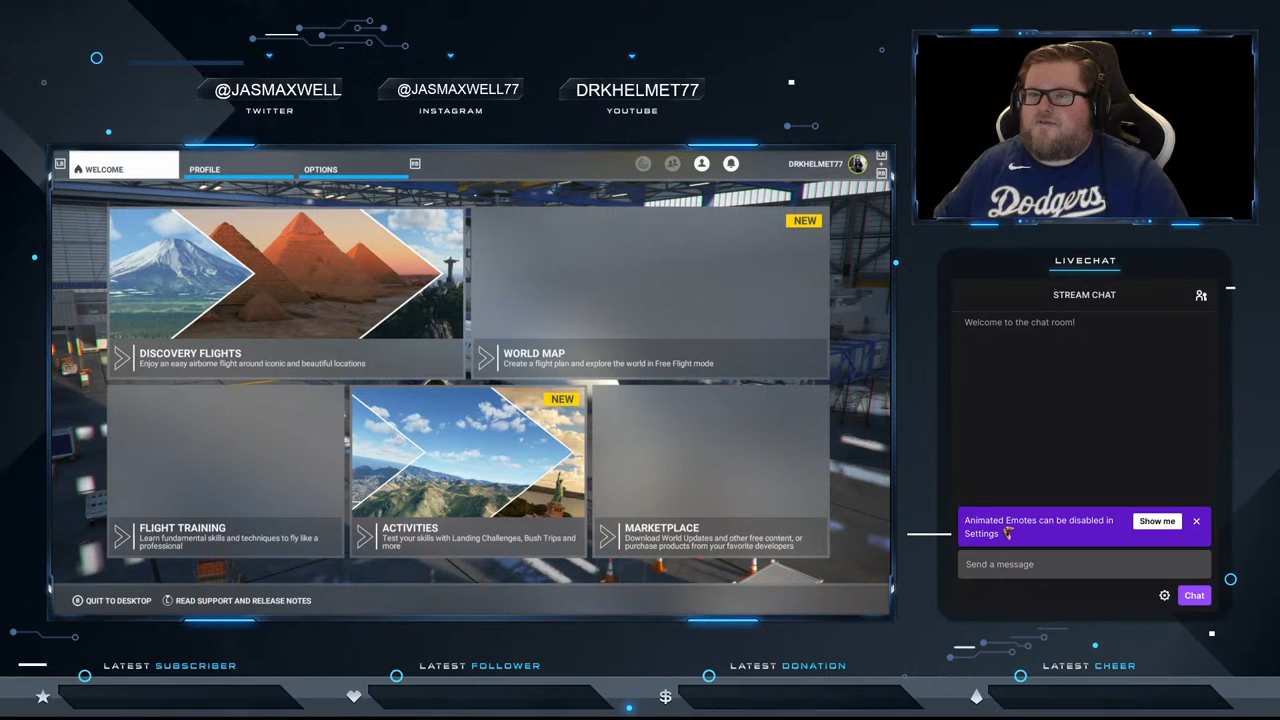 @JASMAXWELL
TWITTER
@JASMAXWELL77
INSTAGRAM
DRKHELMET77
YOUTUBE
LB
WELCOME
PROFILE
OPTIONS
RB
DRKHELMET77
LB
+
RB
DISCOVERY FLIGHTS
Enjoy an easy airborne flight around iconic and beautiful locations
NEW
WORLD MAP
Create a flight plan and explore the world in Free Flight mode
FLIGHT TRAINING
Learn fundamental skills and techniques to fly like a
professional
NEW
ACTIVITIES
Test your skills with Landing Challenges, Bush Trips and
more
MARKETPLACE
Download World Updates and other free content, or
purchase products from your favorite developers
B QUIT TO DESKTOP
L READ SUPPORT AND RELEASE NOTES
Dodgers
LIVECHAT
STREAM CHAT
Welcome to the chat room!
Animated Emotes can be disabled in
Settings
Show me
Send a message
Chat
LATEST SUBSCRIBER
LATEST FOLLOWER
LATEST DONATION
LATEST CHEER
$